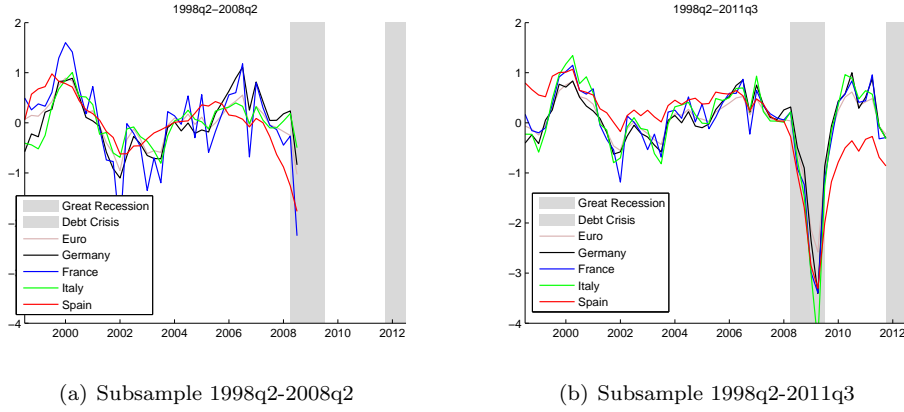 1998q2−2008q2
2
1
0
−1
−2
−3
−4
Great Recession
Debt Crisis
Euro
Germany
France
Italy
Spain
2000 2002 2004 2006 2008 2010 2012
(a) Subsample 1998q2-2008q2
1998q2−2011q3
2
1
0
−1
−2
−3
−4
Great Recession
Debt Crisis
Euro
Germany
France
Italy
Spain
2000 2002 2004 2006 2008 2010 2012
(b) Subsample 1998q2-2011q3